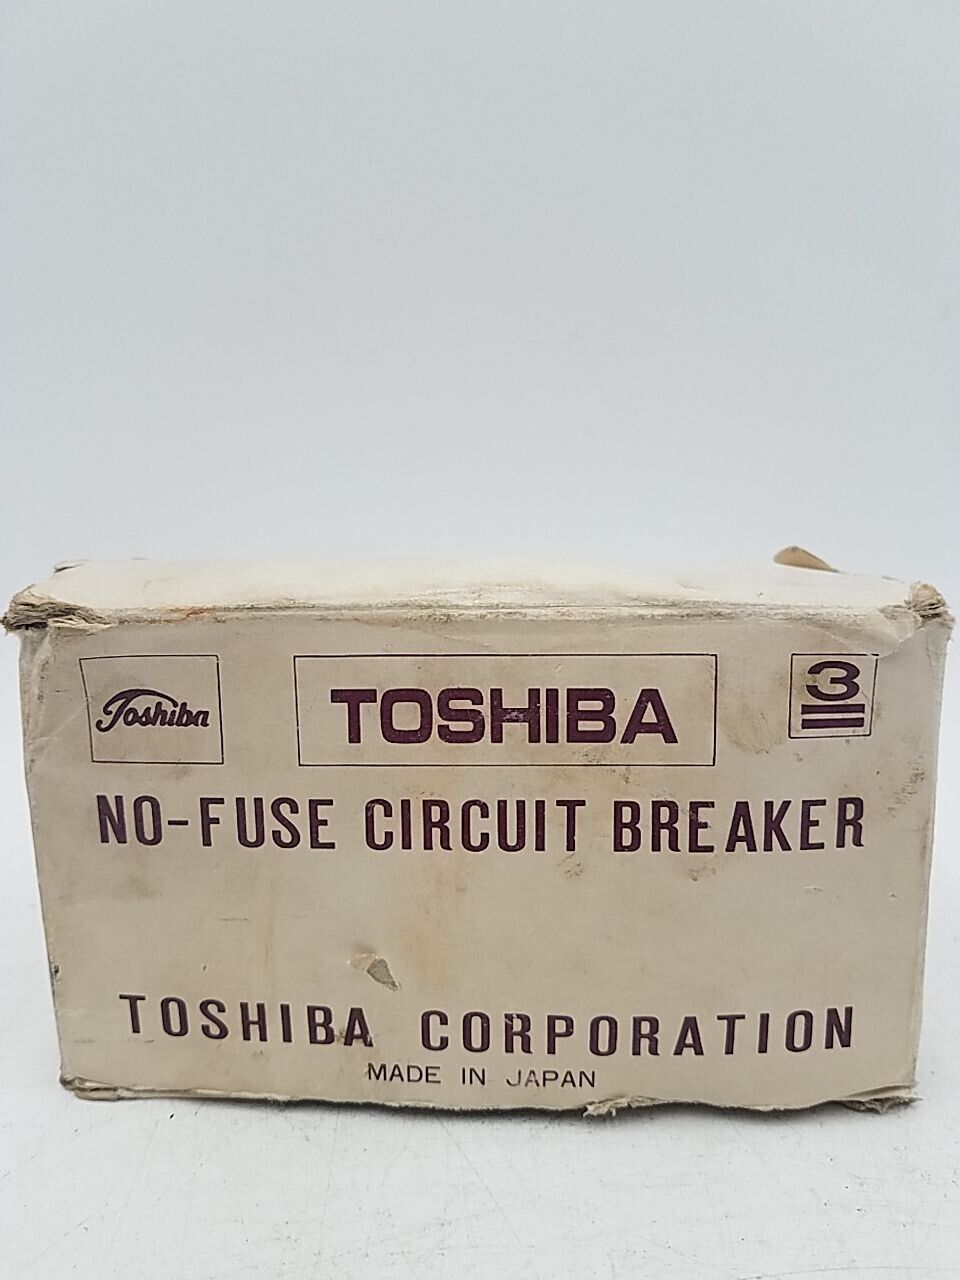 Toshiba
TOSHIBA
3
NO-FUSE CIRCUIT BREAKER
TOSHIBA CORPORATION
MADE IN JAPAN